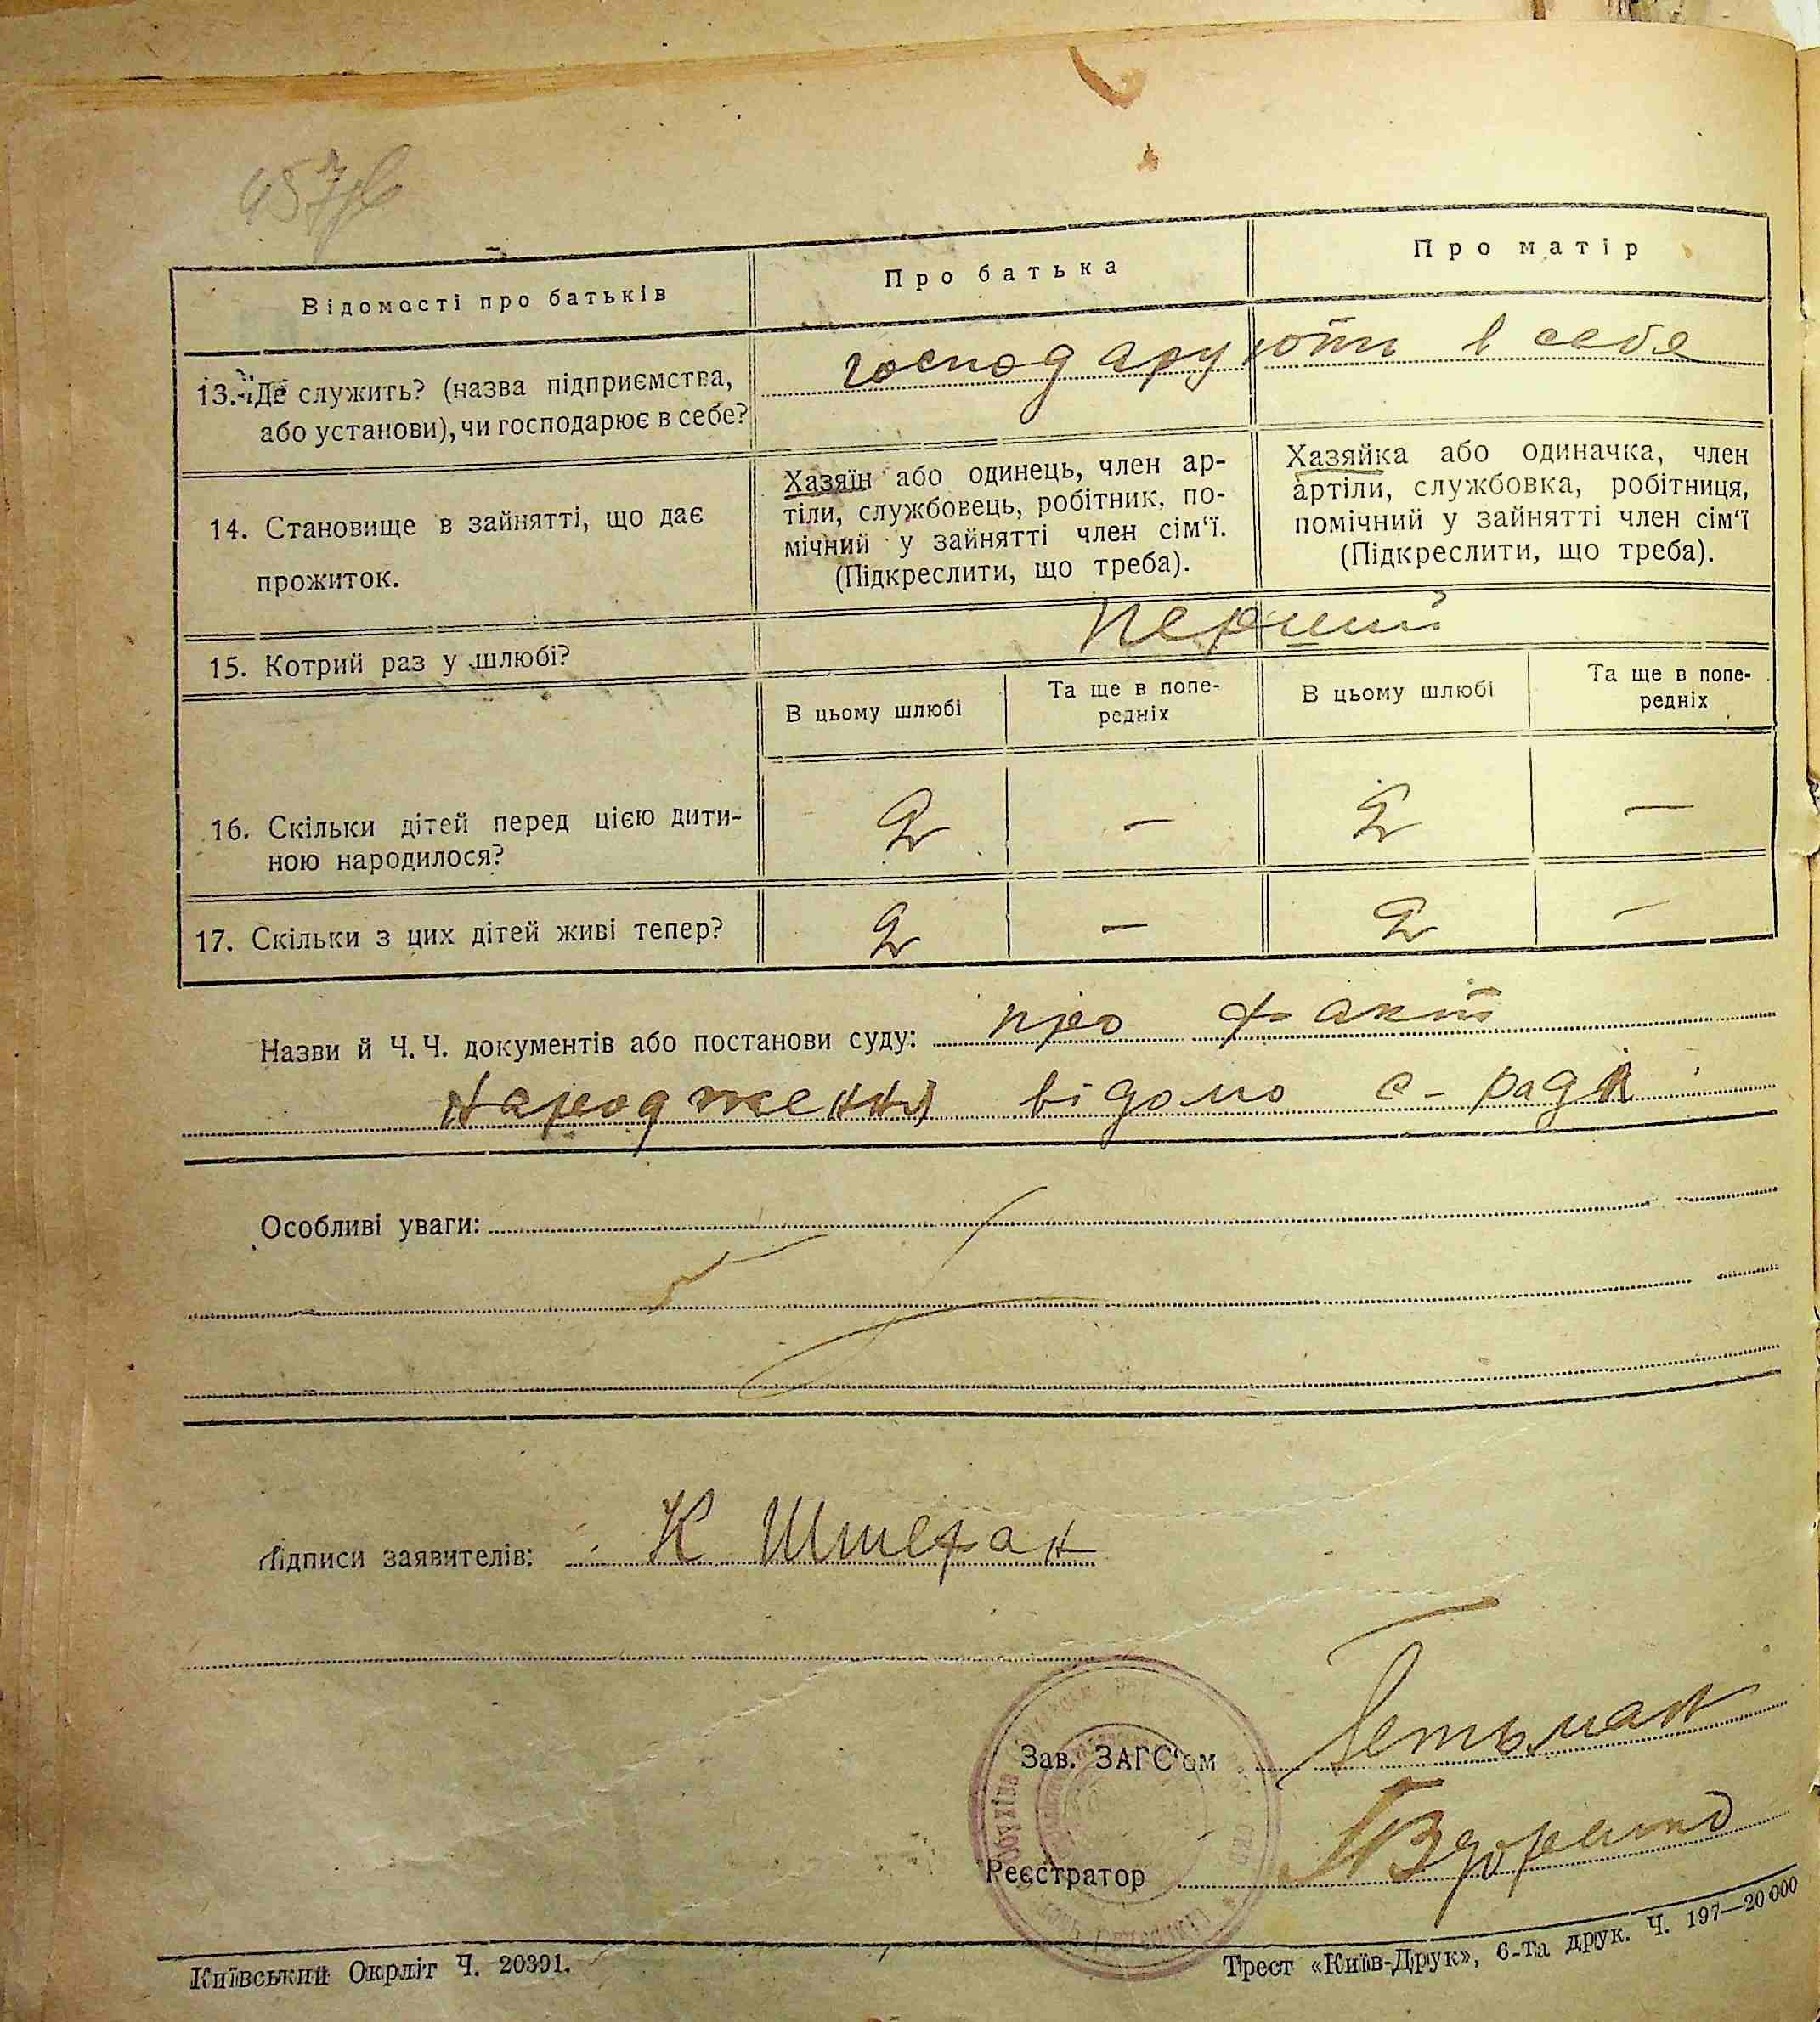 457
Відомості про батьків
Про батька
Про матір
13. Де служить? (назва підприємства,
або установи), чи господарює в себе?
господарують в себе
14. Становище в зайнятті, що дає
прожиток.
Хазяїн або одинець, член ар-
тіли, службовець, робітник, по-
мічний у зайнятті член сім‘ї.
(Підкреслити, що треба).
Хазяйка або одиначка, член
артіли, службовка, робітниця,
помічний у зайнятті член сім‘ї
(Підкреслити, що треба).
15. Котрий раз у шлюбі?
перший
В цьому шлюбі
Та ще в попе-
редніх
В цьому шлюбі
Та ще в попе-
редніх
16. Скільки дітей перед цією дити-
ною народилося?
2 — 2 —
17. Скільки з цих дітей живі тепер?
2 — 2 —
Назви й Ч. Ч. документів або постанови суду: про факт
народження відомо с-раді
Особливі уваги:
Підписи заявителів: К Штефан
Зав. ЗАГС‘ом Гетьман
Реєстратор
Київський Окрліт Ч. 20391.
Трест «Київ-Друк», 6-та друк. Ч. 197—20 000